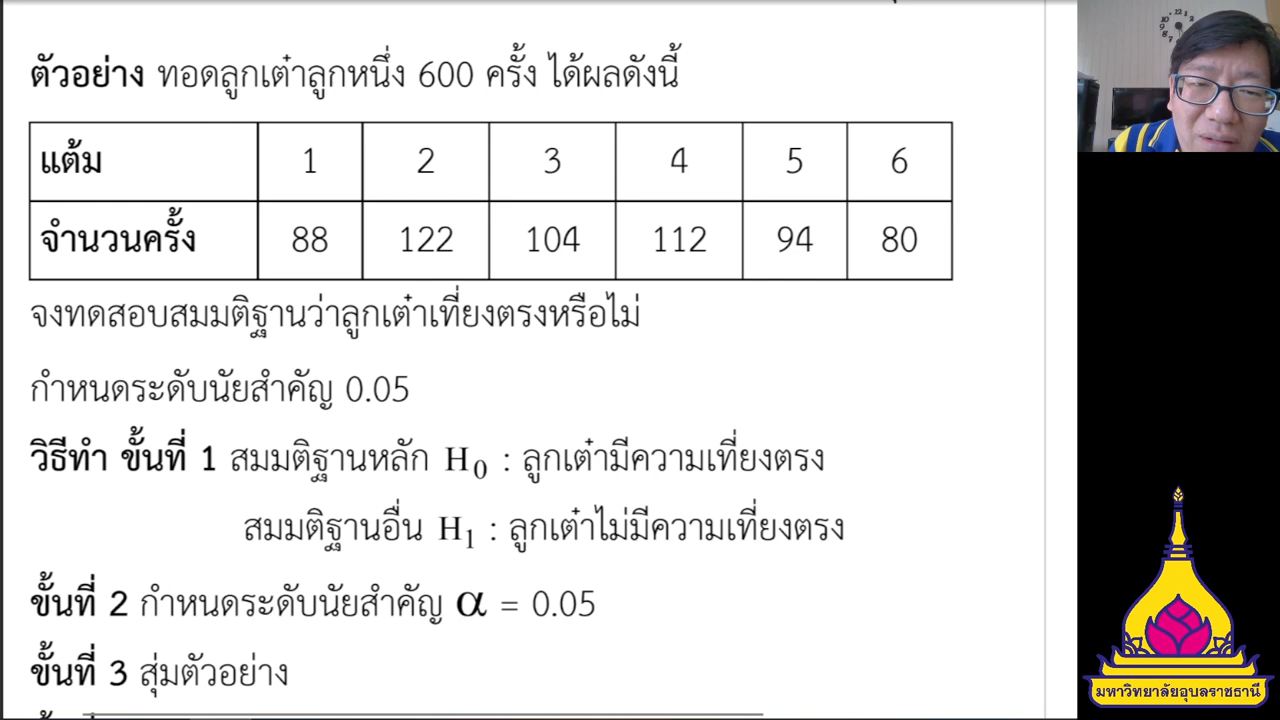 ตัวอย่าง ทอดลูกเต๋าลูกหนึ่ง 600 ครั้ง ได้ผลดังนี้
แต้ม 1 2 3 4 5 6
จำนวนครั้ง 88 122 104 112 94 80
จงทดสอบสมมติฐานว่าลูกเต๋าเที่ยงตรงหรือไม่
กำหนดระดับนัยสำคัญ 0.05
วิธีทำ ขั้นที่ 1 สมมติฐานหลัก H₀ : ลูกเต๋ามีความเที่ยงตรง
สมมติฐานอื่น H₁ : ลูกเต๋าไม่มีความเที่ยงตรง
ขั้นที่ 2 กำหนดระดับนัยสำคัญ α = 0.05
ขั้นที่ 3 สุ่มตัวอย่าง
มหาวิทยาลัยอุบลราชธานี